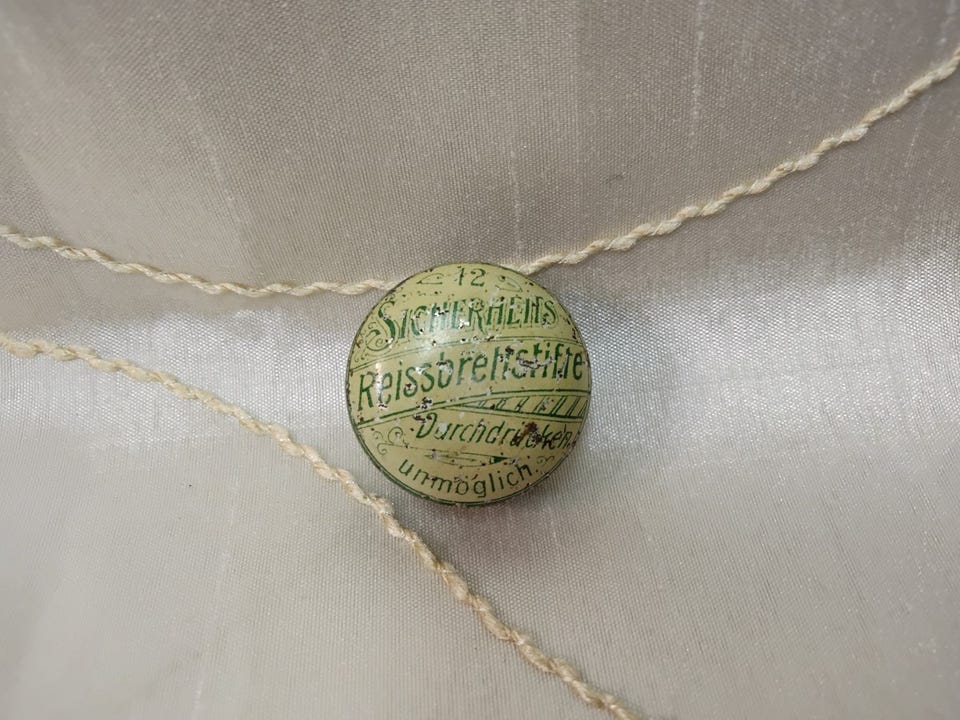 12
SICHERHEITS
Reissbrettstifte
Durchdrücken
unmöglich.